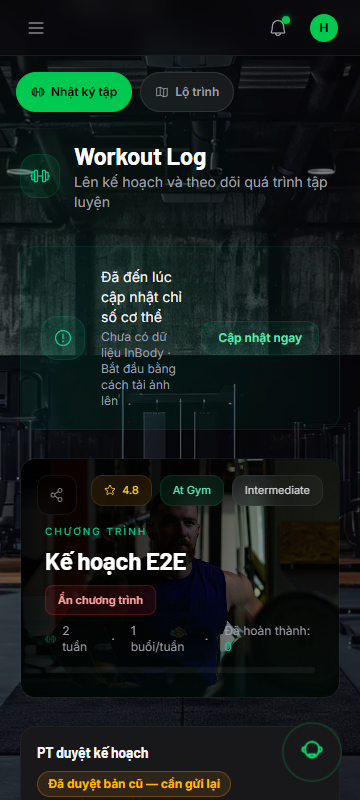 H
Nhật ký tập
Lộ trình
Workout Log
Lên kế hoạch và theo dõi quá trình tập
luyện
Đã đến lúc
cập nhật chỉ
số cơ thể
Chưa có dữ
liệu InBody ·
Bắt đầu bằng
cách tải ảnh
lên
Cập nhật ngay
4.8
At Gym
Intermediate
CHƯƠNG TRÌNH
Kế hoạch E2E
Ẩn chương trình
2
tuần
·
1
buổi/tuần
·
Đã hoàn thành:
0
PT duyệt kế hoạch
Đã duyệt bản cũ — cần gửi lại